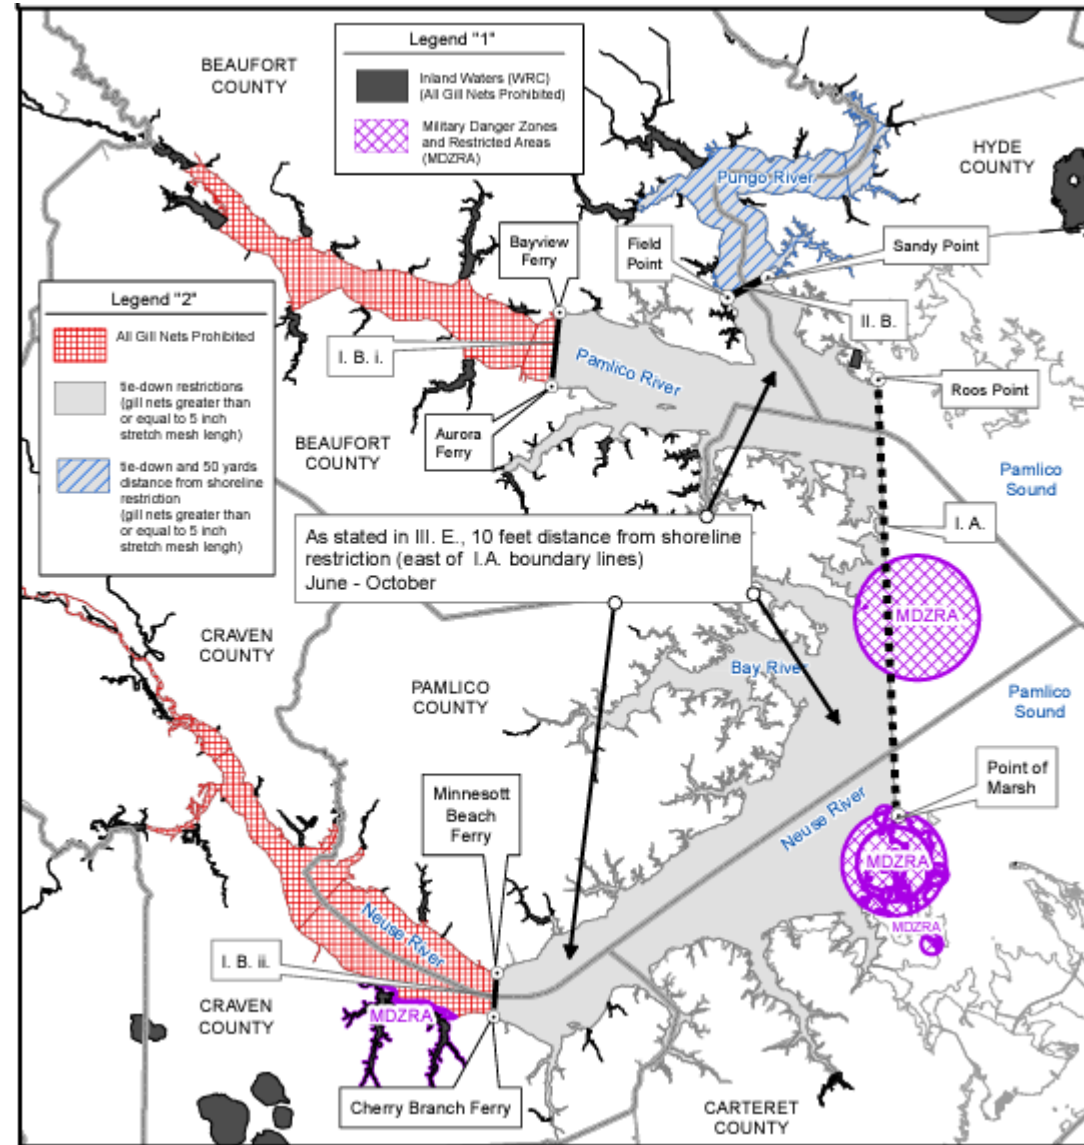 Legend "1"
Inland Waters (WRC)
(All Gill Nets Prohibited)
Military Danger Zones
and Restricted Areas
(MDZRA)
BEAUFORT
COUNTY
HYDE
COUNTY
Pungo River
Bayview
Ferry
Field
Point
Sandy Point
Legend "2"
All Gill Nets Prohibited
tie-down restrictions
(gill nets greater than
or equal to 5 inch
stretch mesh lengh)
tie-down and 50 yards
distance from shoreline
restriction
(gill nets greater than
or equal to 5 inch
stretch mesh length)
II. B.
I. B. i.
Pamlico River
Roos Point
Aurora
Ferry
BEAUFORT
COUNTY
Pamlico
Sound
I. A.
As stated in III. E., 10 feet distance from shoreline
restriction (east of I.A. boundary lines)
June - October
MDZRA
CRAVEN
COUNTY
Bay River
PAMLICO
COUNTY
Pamlico
Sound
Point of
Marsh
Minnesott
Beach
Ferry
Neuse River
MDZRA
MDZRA
Neuse River
I. B. ii.
CRAVEN
COUNTY
MDZRA
Cherry Branch Ferry
CARTERET
COUNTY